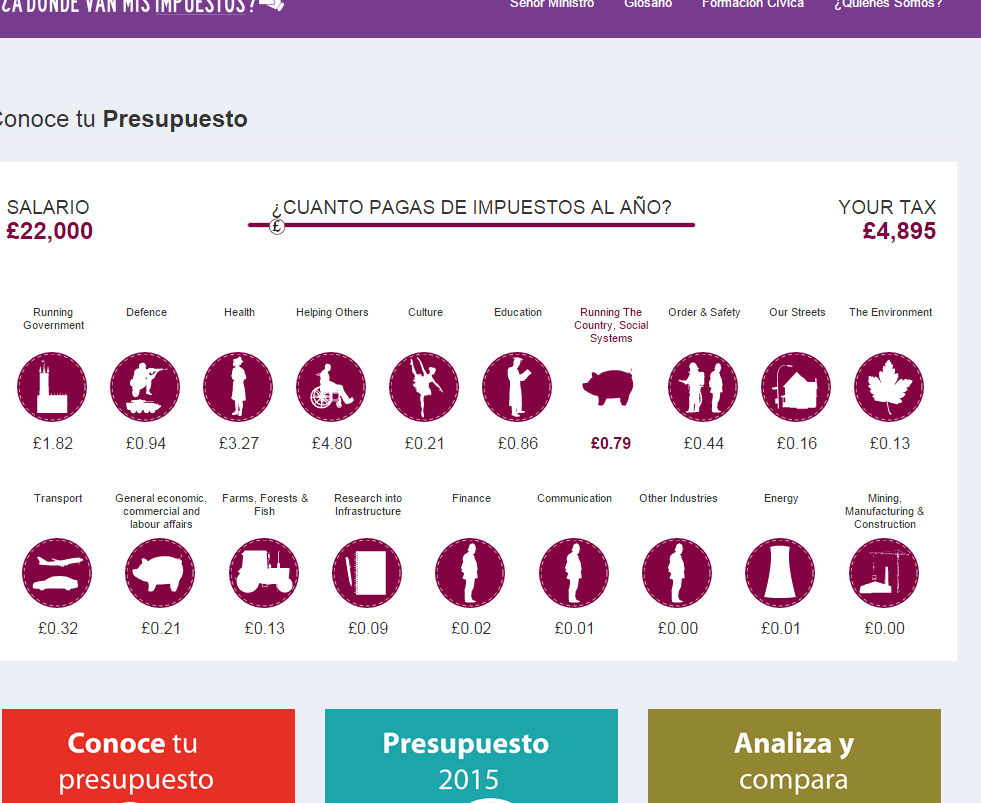 ¿A DÓNDE VAN MIS IMPUESTOS?
Señor Ministro Glosario Formación Cívica ¿Quiénes Somos?
Conoce tu Presupuesto
SALARIO
£22,000
¿CUANTO PAGAS DE IMPUESTOS AL AÑO?
£
YOUR TAX
£4,895
Running
Government
Defence
Health
Helping Others
Culture
Education
Running The
Country, Social
Systems
Order & Safety
Our Streets
The Environment
£1.82 £0.94 £3.27 £4.80 £0.21 £0.86 £0.79 £0.44 £0.16 £0.13
Transport
General economic,
commercial and
labour affairs
Farms, Forests &
Fish
Research into
Infrastructure
Finance
Communication
Other Industries
Energy
Mining,
Manufacturing &
Construction
£0.32 £0.21 £0.13 £0.09 £0.02 £0.01 £0.00 £0.01 £0.00
Conoce tu
presupuesto
Presupuesto
2015
Analiza y
compara